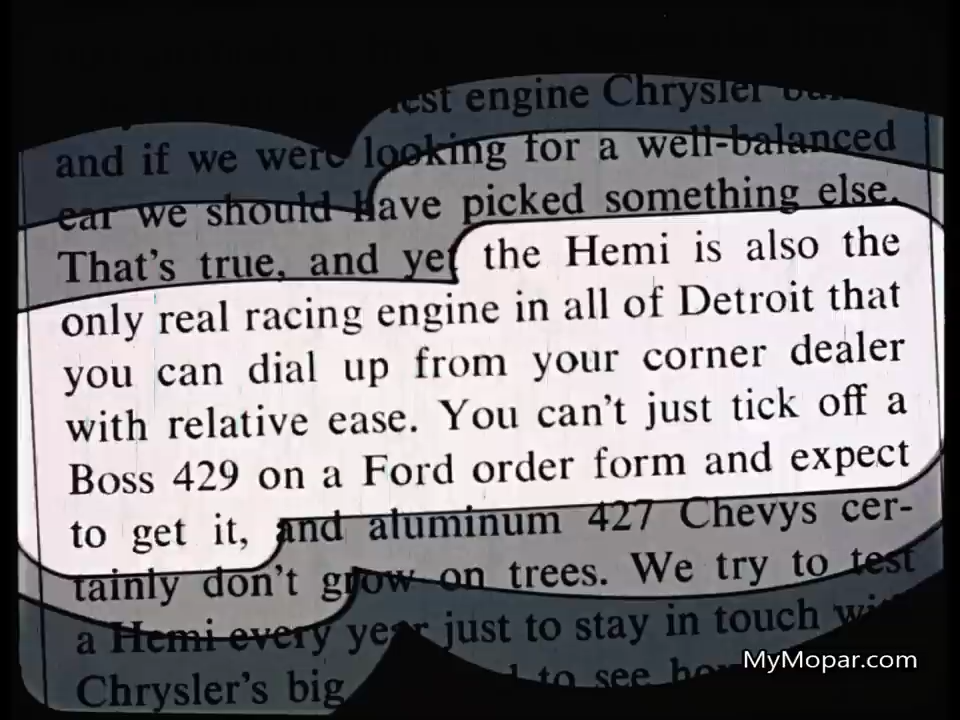 engine Chrysler
and if we were looking for a well-balanced
car we should have picked something else.
That's true, and yet the Hemi is also the
only real racing engine in all of Detroit that
you can dial up from your corner dealer
with relative ease. You can't just tick off a
Boss 429 on a Ford order form and expect
to get it, and aluminum 427 Chevys cer-
tainly don't grow on trees. We try to test
a Hemi every year just to stay in touch with
Chrysler's big to see
MyMopar.com